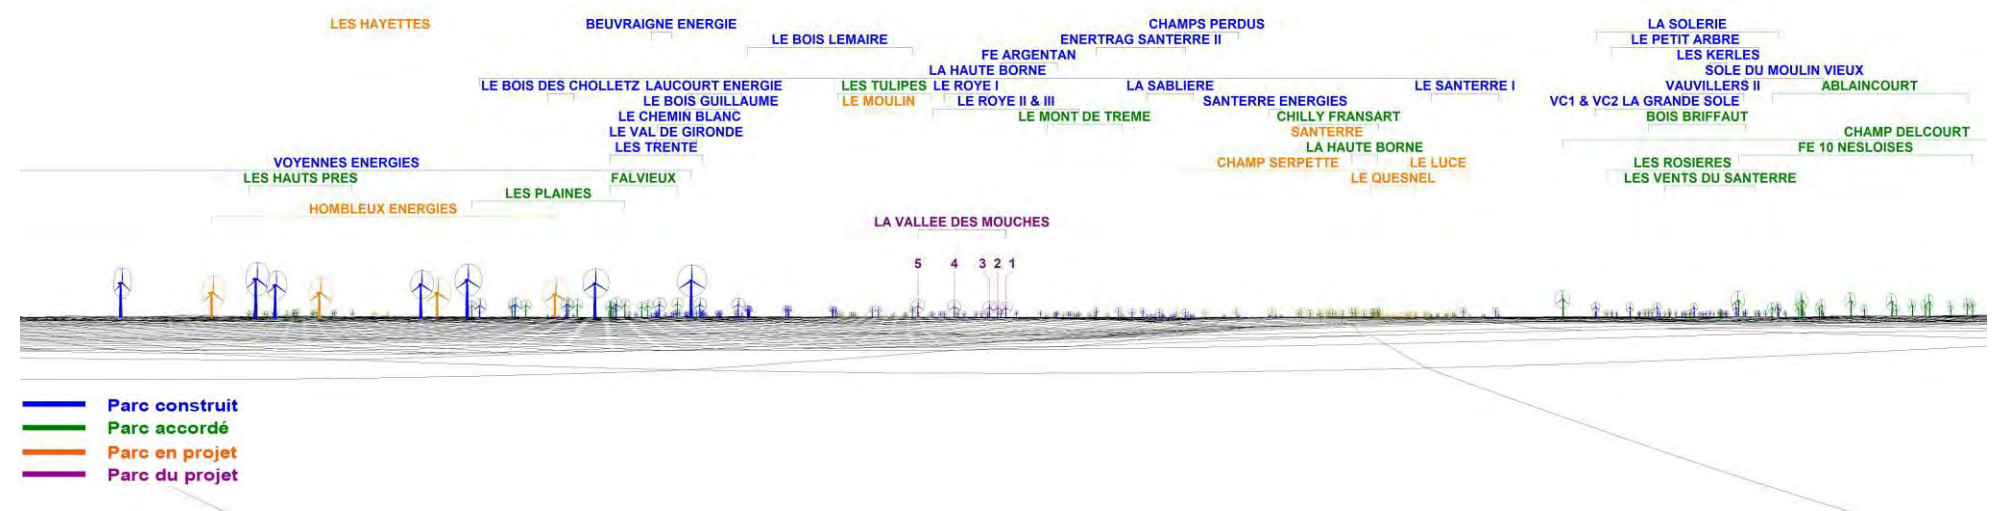 LES HAYETTES BEUVRAIGNE ENERGIE CHAMPS PERDUS LA SOLERIE
LE BOIS LEMAIRE ENERTRAG SANTERRE II LE PETIT ARBRE
FE ARGENTAN LES KERLES
LA HAUTE BORNE SOLE DU MOULIN VIEUX
LE BOIS DES CHOLLETZ LAUCOURT ENERGIE LES TULIPES LE ROYE I LA SABLIERE LE SANTERRE I VAUVILLERS II ABLAINCOURT
LE BOIS GUILLAUME LE MOULIN LE ROYE II & III SANTERRE ENERGIES VC1 & VC2 LA GRANDE SOLE
LE CHEMIN BLANC LE MONT DE TREME CHILLY FRANSART BOIS BRIFFAUT
LE VAL DE GIRONDE SANTERRE CHAMP DELCOURT
LES TRENTE LA HAUTE BORNE FE 10 NESLOISES
VOYENNES ENERGIES CHAMP SERPETTE LE LUCE LES ROSIERES
LES HAUTS PRES FALVIEUX LE QUESNEL LES VENTS DU SANTERRE
LES PLAINES
HOMBLEUX ENERGIES
LA VALLEE DES MOUCHES
5 4 3 2 1
Parc construit
Parc accordé
Parc en projet
Parc du projet